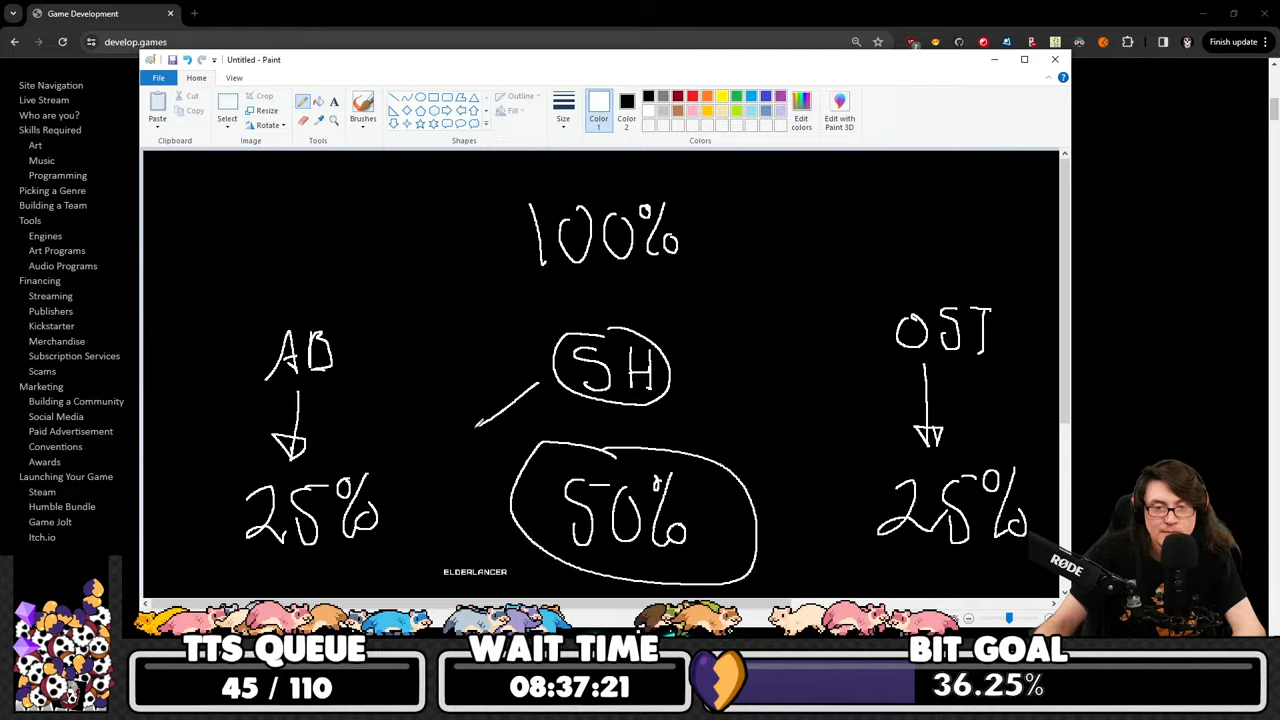 Game Development
develop.games
Finish update
Site Navigation
Live Stream
Who are you?
Skills Required
Art
Music
Programming
Picking a Genre
Building a Team
Tools
Engines
Art Programs
Audio Programs
Financing
Streaming
Publishers
Kickstarter
Merchandise
Subscription Services
Scams
Marketing
Building a Community
Social Media
Paid Advertisement
Conventions
Awards
Launching Your Game
Steam
Humble Bundle
Game Jolt
Itch.io
Untitled - Paint
File Home View
Paste
Cut
Copy
Clipboard
Select
Crop
Resize
Rotate
Image
A
Tools
Brushes
Outline
Fill
Shapes
Size
Color 1
Color 2
Edit colors
Edit with Paint 3D
Colors
100%
AB SH OST
25% 50% 25%
ELDERLANCER
RØDE
TTS QUEUE WAIT TIME BIT GOAL
45 / 110 08:37:21 36.25%